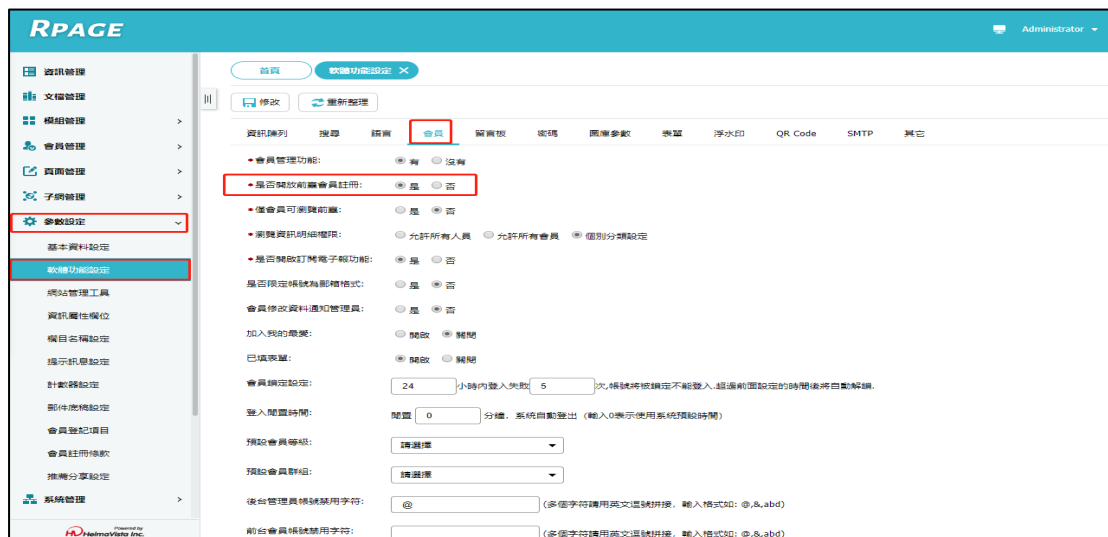 RPAGE
Administrator
資訊管理
文檔管理
模組管理
會員管理
頁面管理
子網管理
參數設定
基本資料設定
軟體功能設定
網站管理工具
資訊屬性欄位
欄目名稱設定
提示訊息設定
計數器設定
郵件底稿設定
會員登記項目
會員註冊條款
推薦分享設定
系統管理
Powered by
HeimaVista Inc.
首頁 軟體功能設定
修改 重新整理
資訊陣列 搜尋 語言 會員 留言板 密碼 圖庫參數 表單 浮水印 QR Code SMTP 其它
•會員管理功能: 有 沒有
•是否開放前臺會員註冊: 是 否
•僅會員可瀏覽前臺: 是 否
•瀏覽資訊明細權限: 允許所有人員 允許所有會員 個別分類設定
•是否開啟訂閱電子報功能: 是 否
是否限定帳號為郵箱格式: 是 否
會員修改資料通知管理員: 是 否
加入我的最愛: 開啟 關閉
已填表單: 開啟 關閉
會員鎖定設定: 24 小時內登入失敗 5 次,帳號將被鎖定不能登入.超過前面設定的時間後將自動解鎖.
登入閒置時間: 閒置 0 分鐘, 系統自動登出 (輸入0表示使用系統預設時間)
預設會員等級: 請選擇
預設會員群組: 請選擇
後台管理員帳號禁用字符: @ (多個字符請用英文逗號拼接, 輸入格式如: @,&,abd)
前台會員帳號禁用字符: (多個字符請用英文逗號拼接, 輸入格式如: @,&,abd)